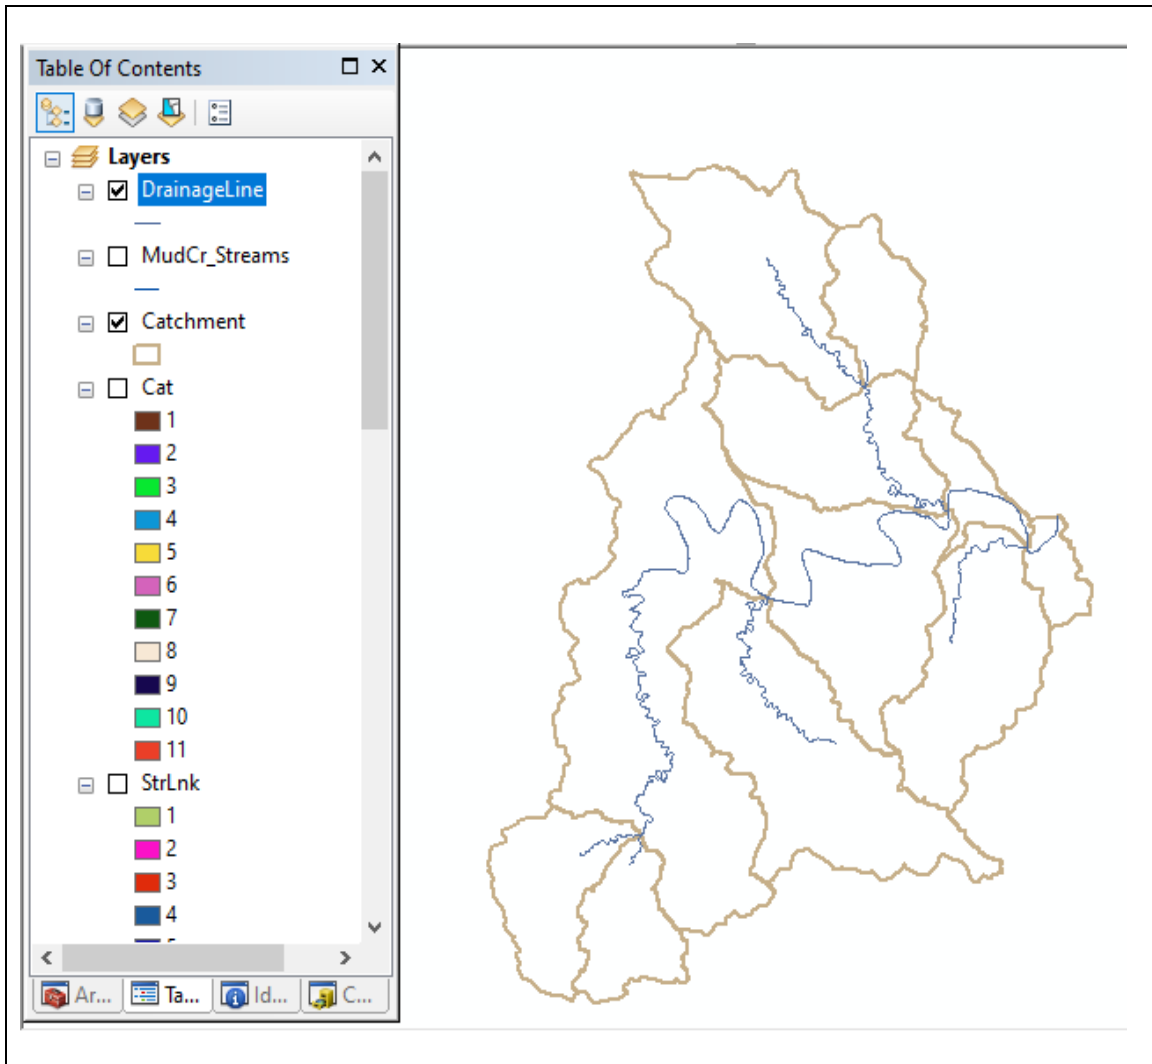 Table Of Contents
Layers
DrainageLine
MudCr_Streams
Catchment
Cat
1
2
3
4
5
6
7
8
9
10
11
StrLnk
1
2
3
4
Ar... Ta... Id... C...